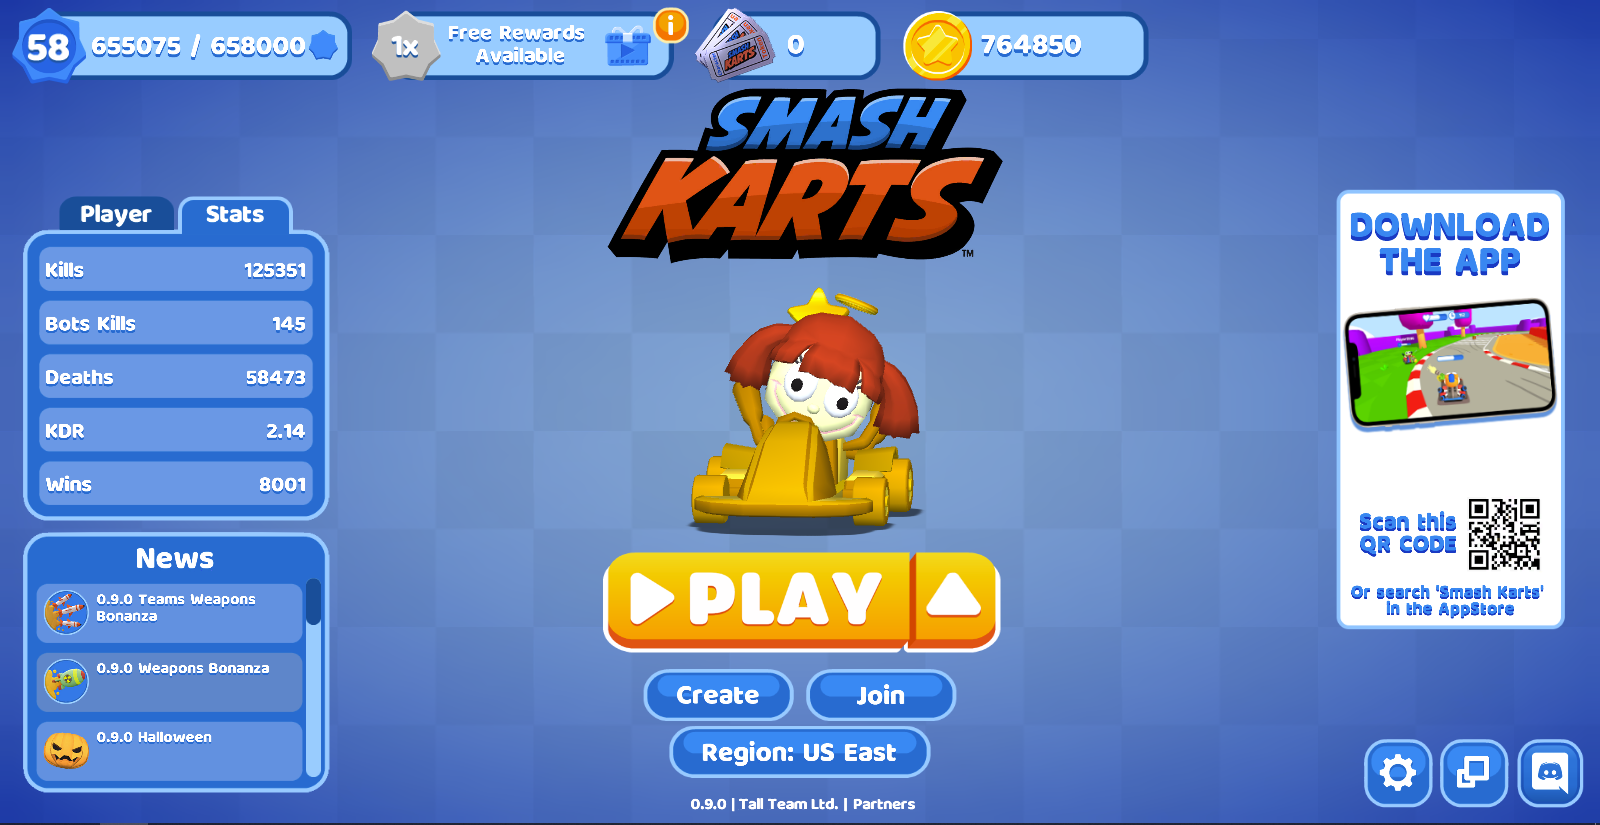 58
655075 / 658000
1x
Free Rewards
Available
i
SMASH
KARTS
0
764850
SMASH
KARTS
TM
Player
Stats
Kills 125351
Bots Kills 145
Deaths 58473
KDR 2.14
Wins 8001
News
0.9.0 Teams Weapons
Bonanza
0.9.0 Weapons Bonanza
0.9.0 Halloween
PLAY
Create
Join
Region: US East
0.9.0 | Tall Team Ltd. | Partners
DOWNLOAD
THE APP
Scan this
QR CODE
Or search 'Smash Karts'
in the AppStore